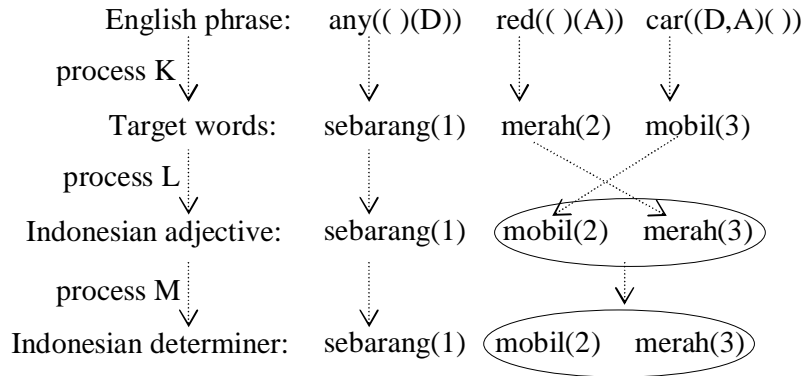 English phrase: any(( )(D)) red(( )(A)) car((D,A)( ))
process K
Target words: sebarang(1) merah(2) mobil(3)
process L
Indonesian adjective: sebarang(1) mobil(2) merah(3)
process M
Indonesian determiner: sebarang(1) mobil(2) merah(3)